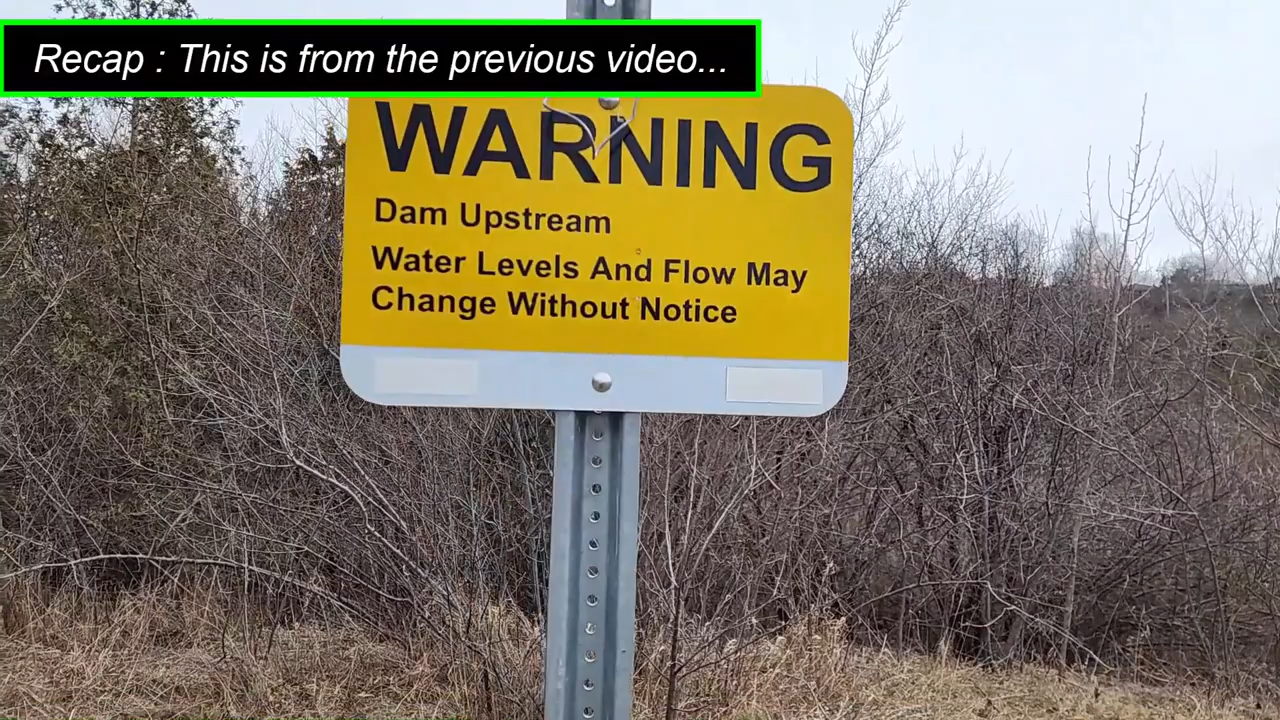 Recap : This is from the previous video...
WARNING
Dam Upstream
Water Levels And Flow May
Change Without Notice